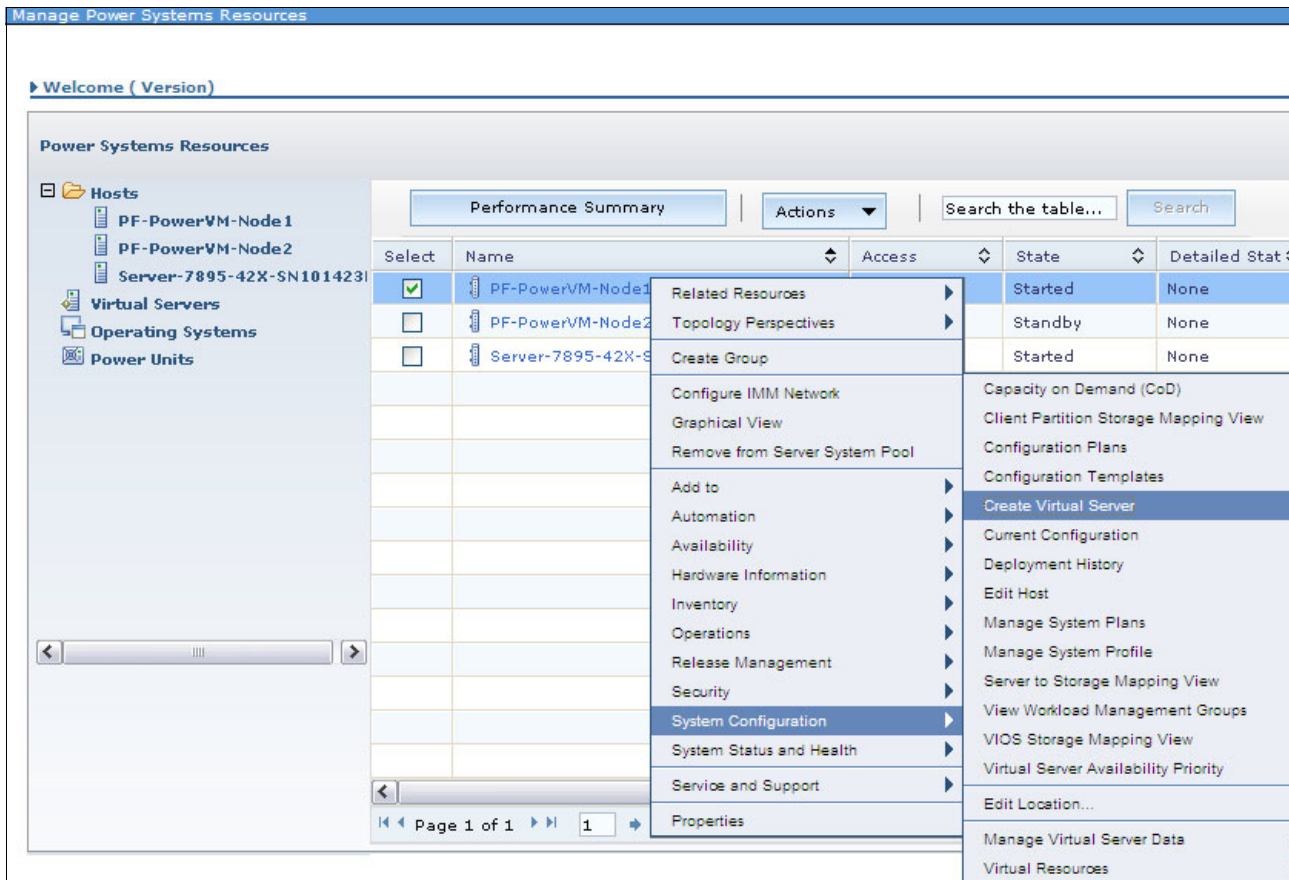 Manage Power Systems Resources
Welcome ( Version)
Power Systems Resources
Hosts
PF-PowerVM-Node1
PF-PowerVM-Node2
Server-7895-42X-SN101423
Virtual Servers
Operating Systems
Power Units
Performance Summary
Actions
Search the table...
Search
Select Name Access State Detailed Stat
PF-PowerVM-Node1 Started None
PF-PowerVM-Node2 Standby None
Server-7895-42X-S Started None
Page 1 of 1 1
Related Resources
Topology Perspectives
Create Group
Configure IMM Network
Graphical View
Remove from Server System Pool
Add to
Automation
Availability
Hardware Information
Inventory
Operations
Release Management
Security
System Configuration
System Status and Health
Service and Support
Properties
Capacity on Demand (CoD)
Client Partition Storage Mapping View
Configuration Plans
Configuration Templates
Create Virtual Server
Current Configuration
Deployment History
Edit Host
Manage System Plans
Manage System Profile
Server to Storage Mapping View
View Workload Management Groups
VIOS Storage Mapping View
Virtual Server Availability Priority
Edit Location...
Manage Virtual Server Data
Virtual Resources